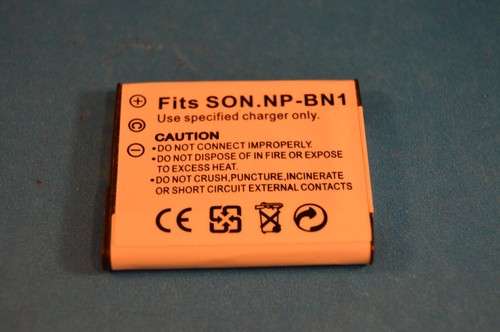 Fits SON.NP-BN1
Use specified charger only.
CAUTION
•DO NOT CONNECT IMPROPERLY.
•DO NOT DISPOSE OF IN FIRE OR EXPOSE
TO EXCESS HEAT.
•DO NOT CRUSH,PUNCTURE,INCINERATE
OR SHORT CIRCUIT EXTERNAL CONTACTS
+
C
-
CE